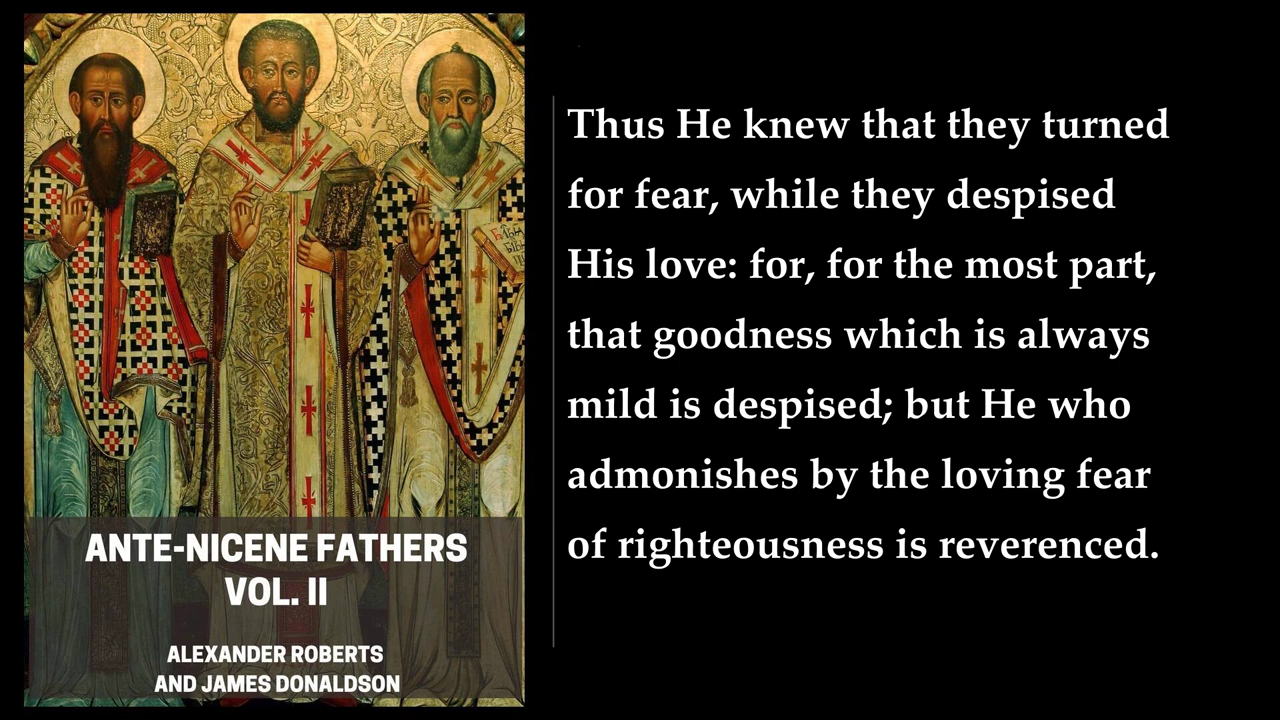 ANTE-NICENE FATHERS
VOL. II
ALEXANDER ROBERTS
AND JAMES DONALDSON
Thus He knew that they turned
for fear, while they despised
His love: for, for the most part,
that goodness which is always
mild is despised; but He who
admonishes by the loving fear
of righteousness is reverenced.